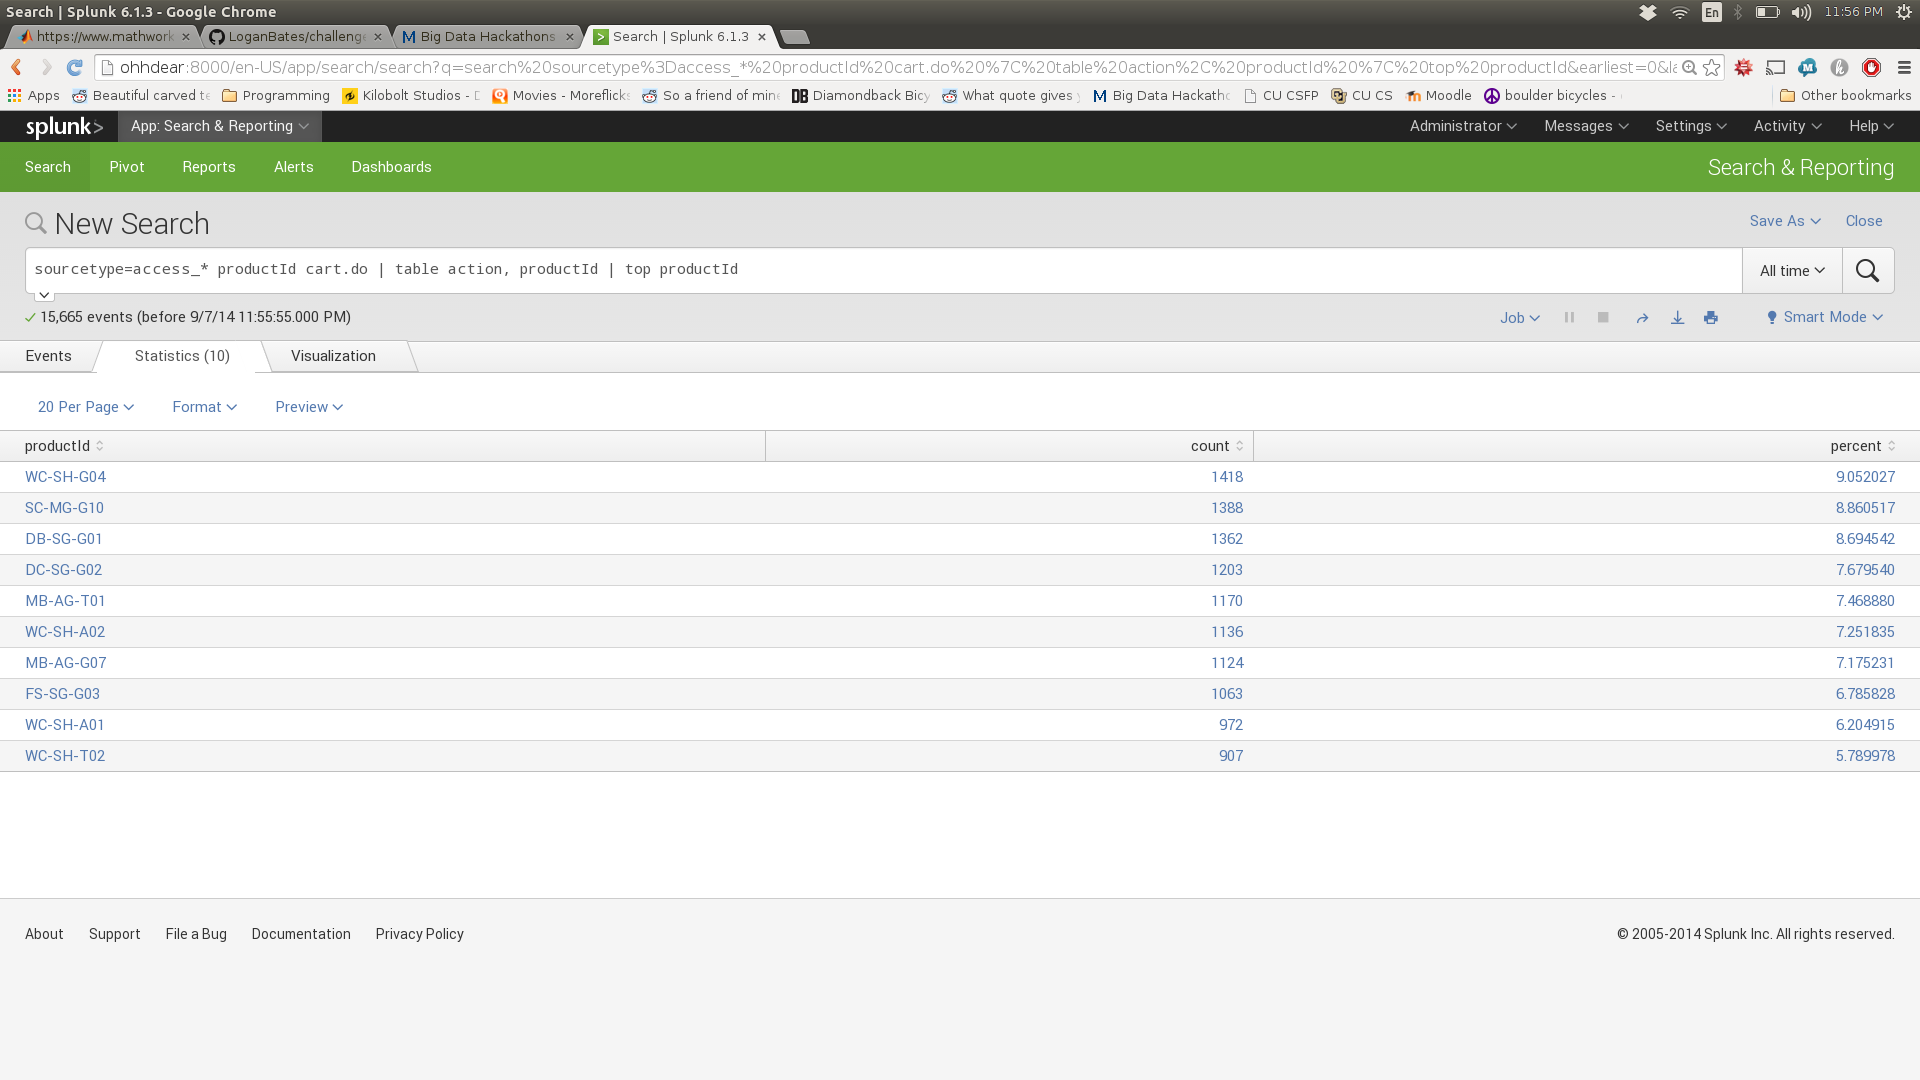 Search | Splunk 6.1.3 - Google Chrome En 11:56 PM
https://www.mathwork LoganBates/challenge Big Data Hackathons Search | Splunk 6.1.3
ohhdear:8000/en-US/app/search/search?q=search%20sourcetype%3Daccess_*%20productId%20cart.do%20%7C%20table%20action%2C%20productId%20%7C%20top%20productId&earliest=0&la
Apps Beautiful carved te Programming Kilobolt Studios - D Movies - Moreflicks So a friend of mine DB Diamondback Bicy What quote gives y Big Data Hackatho CU CSFP CU CS Moodle boulder bicycles - Other bookmarks
splunk> App: Search & Reporting Administrator Messages Settings Activity Help
Search Pivot Reports Alerts Dashboards Search & Reporting
New Search Save As Close
sourcetype=access_* productId cart.do | table action, productId | top productId All time
15,665 events (before 9/7/14 11:55:55.000 PM) Job Smart Mode
Events Statistics (10) Visualization
20 Per Page Format Preview
productId count percent
WC-SH-G04 1418 9.052027
SC-MG-G10 1388 8.860517
DB-SG-G01 1362 8.694542
DC-SG-G02 1203 7.679540
MB-AG-T01 1170 7.468880
WC-SH-A02 1136 7.251835
MB-AG-G07 1124 7.175231
FS-SG-G03 1063 6.785828
WC-SH-A01 972 6.204915
WC-SH-T02 907 5.789978
About Support File a Bug Documentation Privacy Policy © 2005-2014 Splunk Inc. All rights reserved.